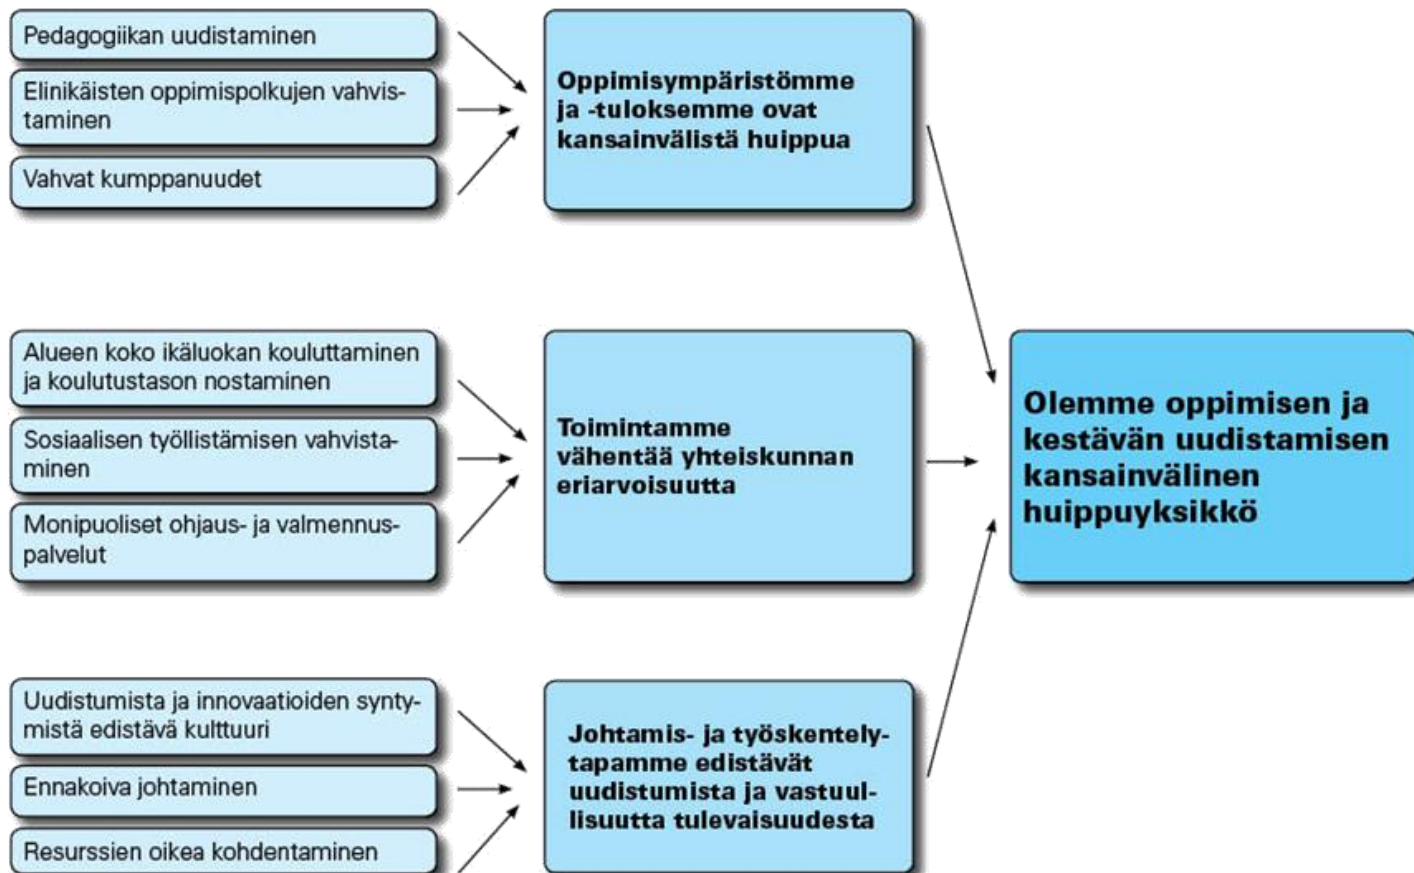 Pedagogiikan uudistaminen
Elinikäisten oppimispolkujen vahvis-
taminen
Vahvat kumppanuudet
Oppimisympäristömme
ja -tuloksemme ovat
kansainvälistä huippua
Alueen koko ikäluokan kouluttaminen
ja koulutustason nostaminen
Sosiaalisen työllistämisen vahvista-
minen
Monipuoliset ohjaus- ja valmennus-
palvelut
Toimintamme
vähentää yhteiskunnan
eriarvoisuutta
Uudistumista ja innovaatioiden synty-
mistä edistävä kulttuuri
Ennakoiva johtaminen
Resurssien oikea kohdentaminen
Johtamis- ja työskentely-
tapamme edistävät
uudistumista ja vastuul-
lisuutta tulevaisuudesta
Olemme oppimisen ja
kestävän uudistamisen
kansainvälinen
huippuyksikkö